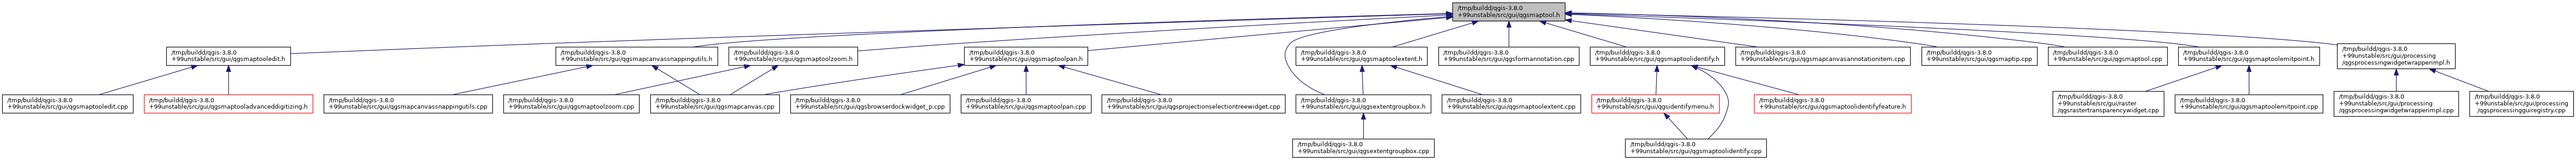 /tmp/buildd/qgis-3.8.0
+99unstable/src/gui/qgsmaptool.h
/tmp/buildd/qgis-3.8.0
+99unstable/src/gui/qgsmaptooledit.h
/tmp/buildd/qgis-3.8.0
+99unstable/src/gui/qgsmapcanvassnappingutils.h
/tmp/buildd/qgis-3.8.0
+99unstable/src/gui/qgsmaptoolzoom.h
/tmp/buildd/qgis-3.8.0
+99unstable/src/gui/qgsmaptoolpan.h
/tmp/buildd/qgis-3.8.0
+99unstable/src/gui/qgsmaptoolextent.h
/tmp/buildd/qgis-3.8.0
+99unstable/src/gui/qgsformannotation.cpp
/tmp/buildd/qgis-3.8.0
+99unstable/src/gui/qgsmaptoolidentify.h
/tmp/buildd/qgis-3.8.0
+99unstable/src/gui/qgsmapcanvasannotationitem.cpp
/tmp/buildd/qgis-3.8.0
+99unstable/src/gui/qgsmaptip.cpp
/tmp/buildd/qgis-3.8.0
+99unstable/src/gui/qgsmaptool.cpp
/tmp/buildd/qgis-3.8.0
+99unstable/src/gui/qgsmaptoolemitpoint.h
/tmp/buildd/qgis-3.8.0
+99unstable/src/gui/processing
/qgsprocessingwidgetwrapperimpl.h
/tmp/buildd/qgis-3.8.0
+99unstable/src/gui/qgsmaptooledit.cpp
/tmp/buildd/qgis-3.8.0
+99unstable/src/gui/qgsmaptooladvanceddigitizing.h
/tmp/buildd/qgis-3.8.0
+99unstable/src/gui/qgsmapcanvassnappingutils.cpp
/tmp/buildd/qgis-3.8.0
+99unstable/src/gui/qgsmaptoolzoom.cpp
/tmp/buildd/qgis-3.8.0
+99unstable/src/gui/qgsmapcanvas.cpp
/tmp/buildd/qgis-3.8.0
+99unstable/src/gui/qgsbrowserdockwidget_p.cpp
/tmp/buildd/qgis-3.8.0
+99unstable/src/gui/qgsmaptoolpan.cpp
/tmp/buildd/qgis-3.8.0
+99unstable/src/gui/qgsprojectionselectiontreewidget.cpp
/tmp/buildd/qgis-3.8.0
+99unstable/src/gui/qgsextentgroupbox.h
/tmp/buildd/qgis-3.8.0
+99unstable/src/gui/qgsmaptoolextent.cpp
/tmp/buildd/qgis-3.8.0
+99unstable/src/gui/qgsidentifymenu.h
/tmp/buildd/qgis-3.8.0
+99unstable/src/gui/qgsmaptoolidentifyfeature.h
/tmp/buildd/qgis-3.8.0
+99unstable/src/gui/raster
/qgsrastertransparencywidget.cpp
/tmp/buildd/qgis-3.8.0
+99unstable/src/gui/qgsmaptoolemitpoint.cpp
/tmp/buildd/qgis-3.8.0
+99unstable/src/gui/processing
/qgsprocessingwidgetwrapperimpl.cpp
/tmp/buildd/qgis-3.8.0
+99unstable/src/gui/processing
/qgsprocessingguiregistry.cpp
/tmp/buildd/qgis-3.8.0
+99unstable/src/gui/qgsextentgroupbox.cpp
/tmp/buildd/qgis-3.8.0
+99unstable/src/gui/qgsmaptoolidentify.cpp